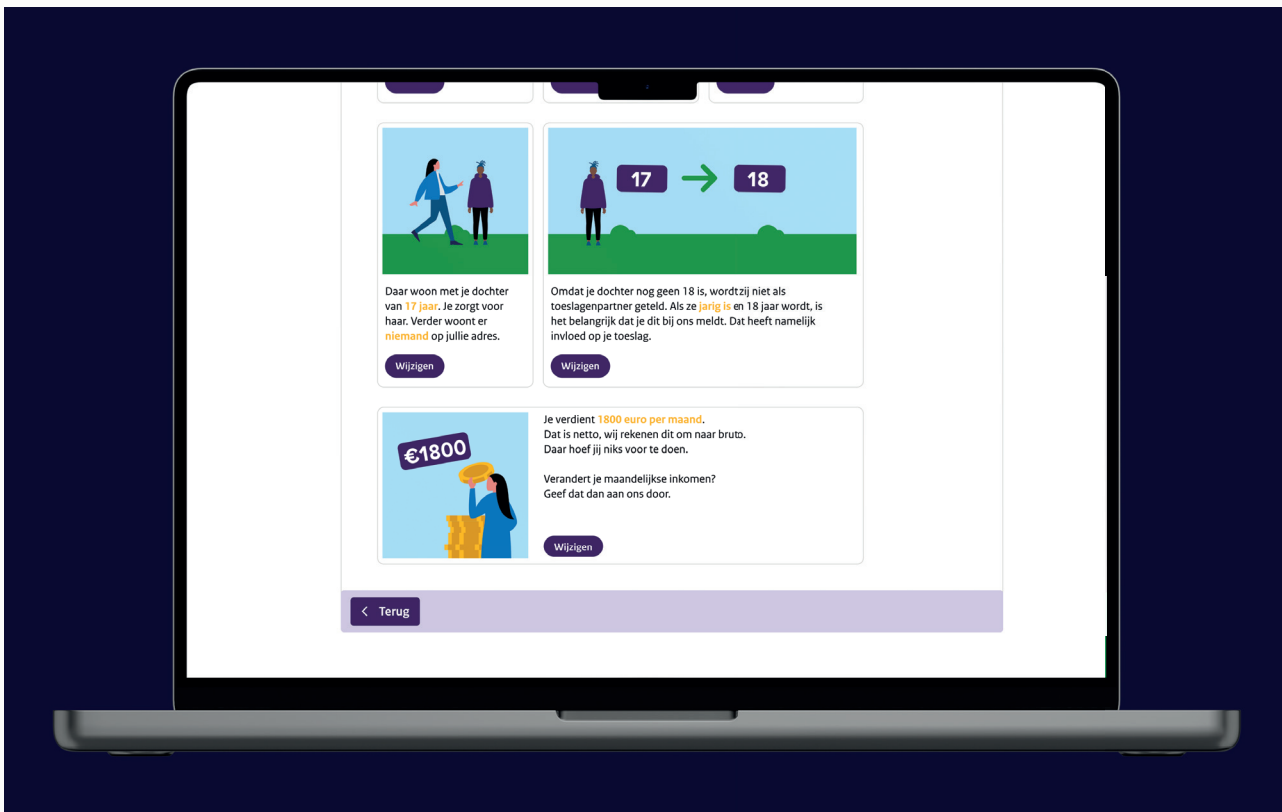 17
18
Daar woon met je dochter
van 17 jaar. Je zorgt voor
haar. Verder woont er
niemand op jullie adres.
Wijzigen
Omdat je dochter nog geen 18 is, wordt zij niet als
toeslagenpartner geteld. Als ze jarig is en 18 jaar wordt, is
het belangrijk dat je dit bij ons meldt. Dat heeft namelijk
invloed op je toeslag.
Wijzigen
€1800
Je verdient 1800 euro per maand.
Dat is netto, wij rekenen dit om naar bruto.
Daar hoef jij niks voor te doen.
Verandert je maandelijkse inkomen?
Geef dat dan aan ons door.
Wijzigen
< Terug